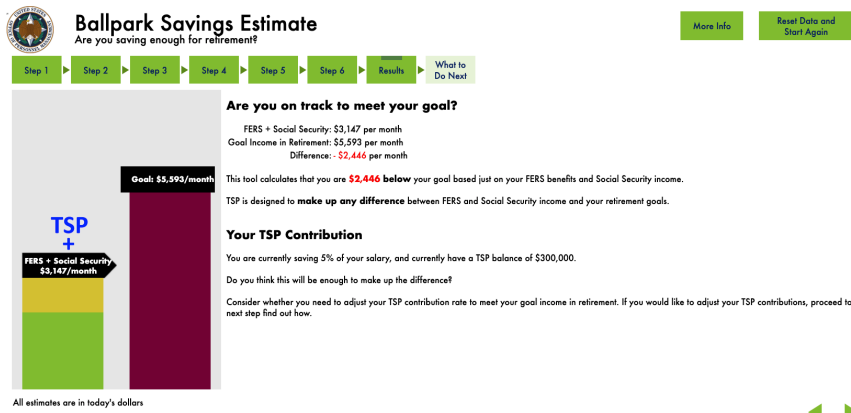 Ballpark Savings Estimate
Are you saving enough for retirement?
More Info
Reset Data and
Start Again
Step 1
Step 2
Step 3
Step 4
Step 5
Step 6
Results
What to
Do Next
Are you on track to meet your goal?
FERS + Social Security: $3,147 per month
Goal Income in Retirement: $5,593 per month
Difference: - $2,446 per month
This tool calculates that you are $2,446 below your goal based just on your FERS benefits and Social Security income.
TSP is designed to make up any difference between FERS and Social Security income and your retirement goals.
Your TSP Contribution
You are currently saving 5% of your salary, and currently have a TSP balance of $300,000.
Do you think this will be enough to make up the difference?
Consider whether you need to adjust your TSP contribution rate to meet your goal income in retirement. If you would like to adjust your TSP contributions, proceed to
next step find out how.
Goal: $5,593/month
TSP
+
FERS + Social Security
$3,147/month
All estimates are in today's dollars